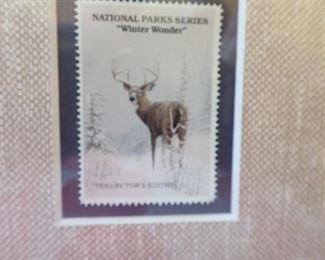 NATIONAL PARKS SERIES
"Winter Wonder"
COLLECTOR'S EDITION